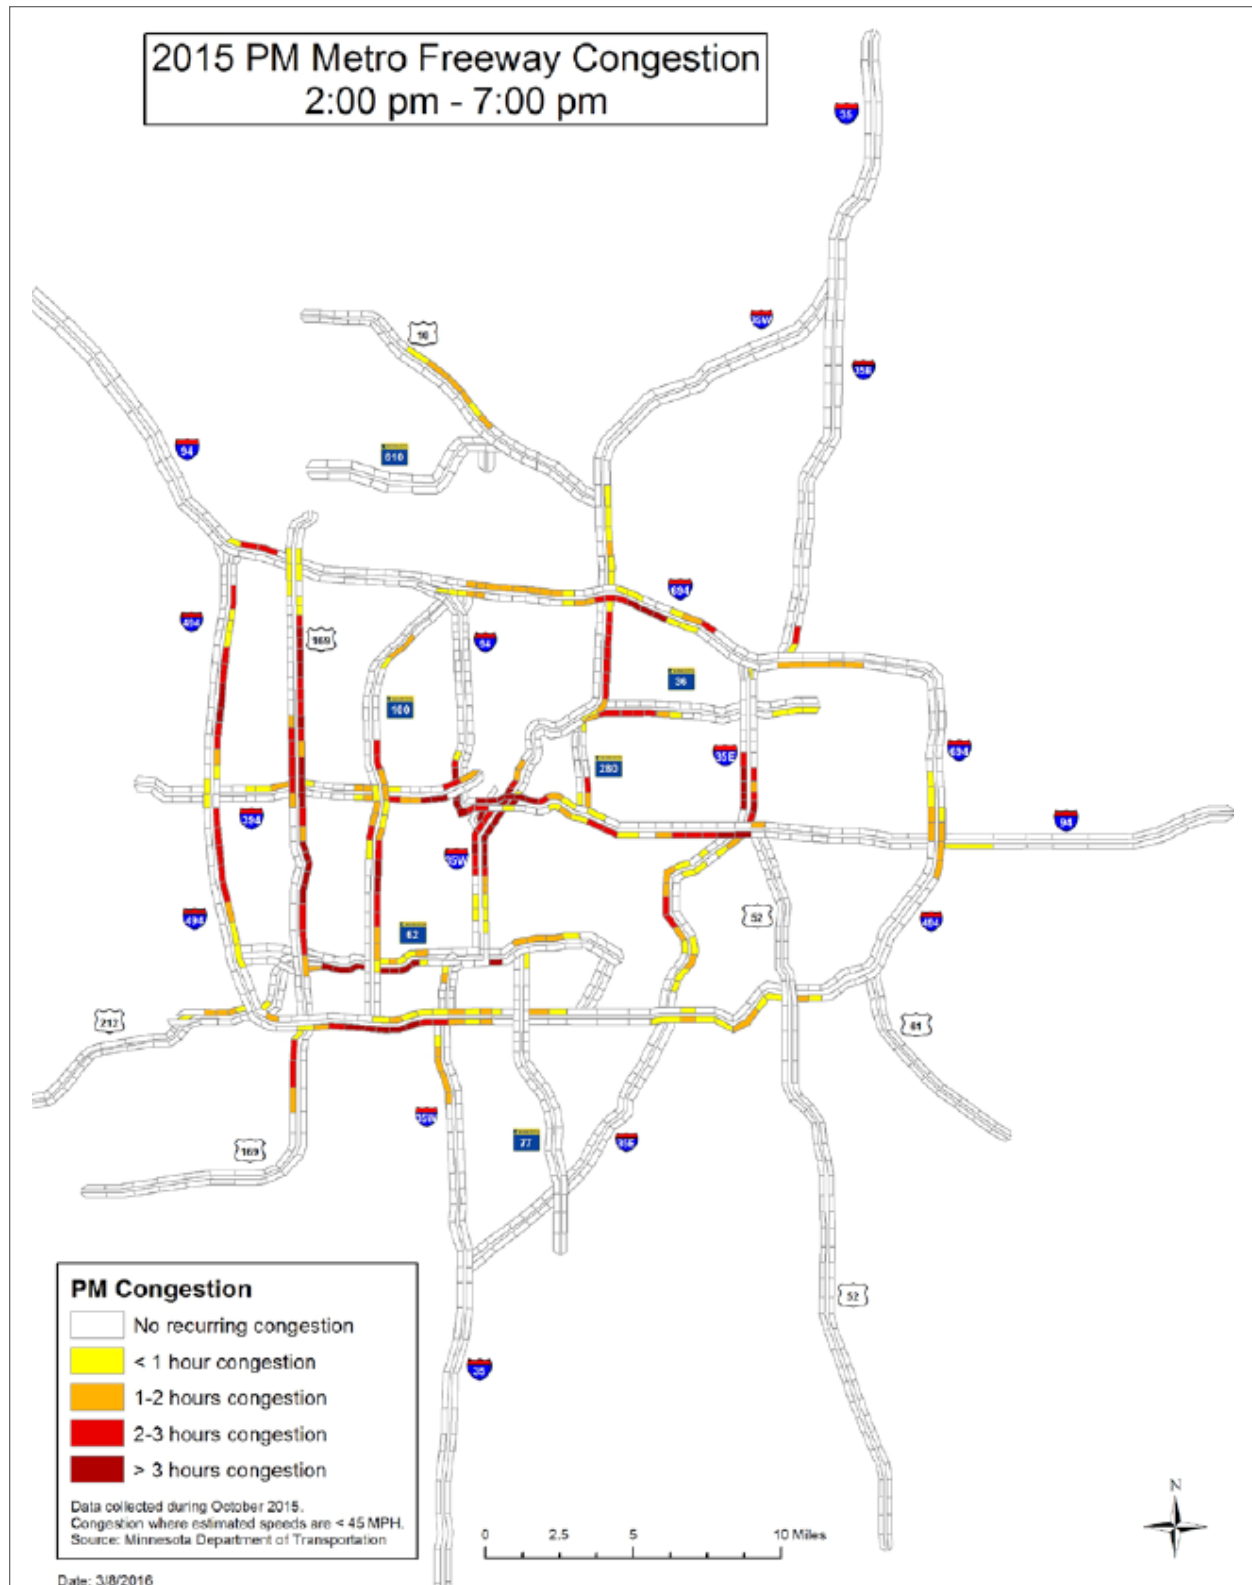 2015 PM Metro Freeway Congestion
2:00 pm - 7:00 pm
35
35W
10
35E
94
610
694
494
169
94
36
100
35E
694
280
394
94
35W
52
494
494
62
212
61
35W
77
35E
169
52
35
PM Congestion
No recurring congestion
< 1 hour congestion
1-2 hours congestion
2-3 hours congestion
> 3 hours congestion
Data collected during October 2015.
Congestion where estimated speeds are < 45 MPH.
Source: Minnesota Department of Transportation
0 2.5 5 10 Miles
N
Date: 3/8/2016